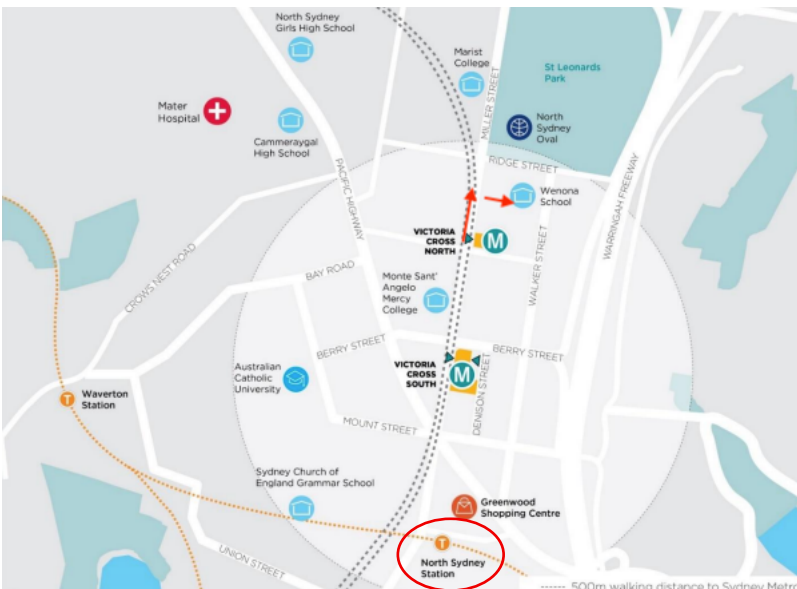 North Sydney
Girls High School
Marist
College
St Leonards
Park
MILLER STREET
Mater
Hospital
North
Sydney
Oval
Cammeraygal
High School
RIDGE STREET
PACIFIC HIGHWAY
WARRINGAH FREEWAY
Wenona
School
VICTORIA
CROSS
NORTH
M
WALKER STREET
CROWS NEST ROAD
BAY ROAD
Monte Sant'
Angelo
Mercy
College
BERRY STREET
BERRY STREET
VICTORIA
CROSS
SOUTH
M
Australian
Catholic
University
DENISON STREET
T
Waverton
Station
MOUNT STREET
Sydney Church of
England Grammar School
Greenwood
Shopping Centre
T
North Sydney
Station
UNION STREET
500m walking distance to Sydney Metro